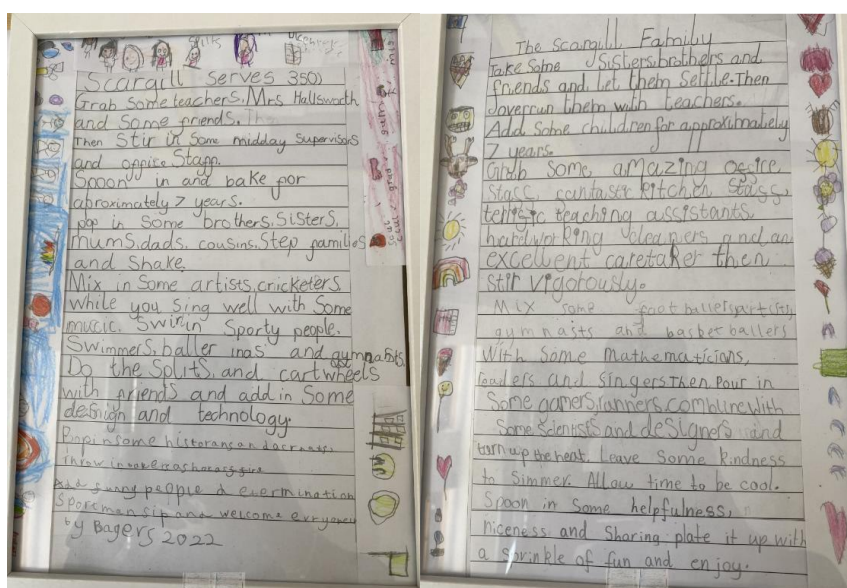 Scargill Serves 350)
Grab Some teachers, Mrs Hallsworth
and Some friends.
Then Stir in Some midday Supervisors
and office Staff.
Spoon in and bake for
aproximately 7 years.
pop in Some brothers, Sisters,
mums, dads, cousins, Step families
and Shake.
Mix in Some artists, cricketers,
while you Sing well with Some
music. Swirl in Sporty people.
Swimmers, baller inas and gymnasts.
Do the Splits and cartwheels
with friends and add in Some
design and technology.
Pop in some
throw in
Add funny people determination
Sportmansip and welcome
by Bagers 2022
The Scargill Family
Take Some Sisters, brothers and
friends and let them Settle. Then
overrun them with teachers.
Add Some children for approximately
7 years.
Grab Some amazing office
Staff, fantastic kitchen Staff,
terrific teaching assistants,
hardworking cleaners and an
excellent caretaker then
Stir vigorously.
Mix some footballers, artists,
gymnaists and basketballers
With Some mathematicians,
readers and Singers Then Pour in
Some gamers, runners, combune with
Some Scientists and deSigners and
turn up the heat. Leave Some kindness
to Simmer. Allow time to be cool.
Spoon in Some helpfulness,
niceness and Sharing plate it up with
a Sprinkle of fun and enjoy.